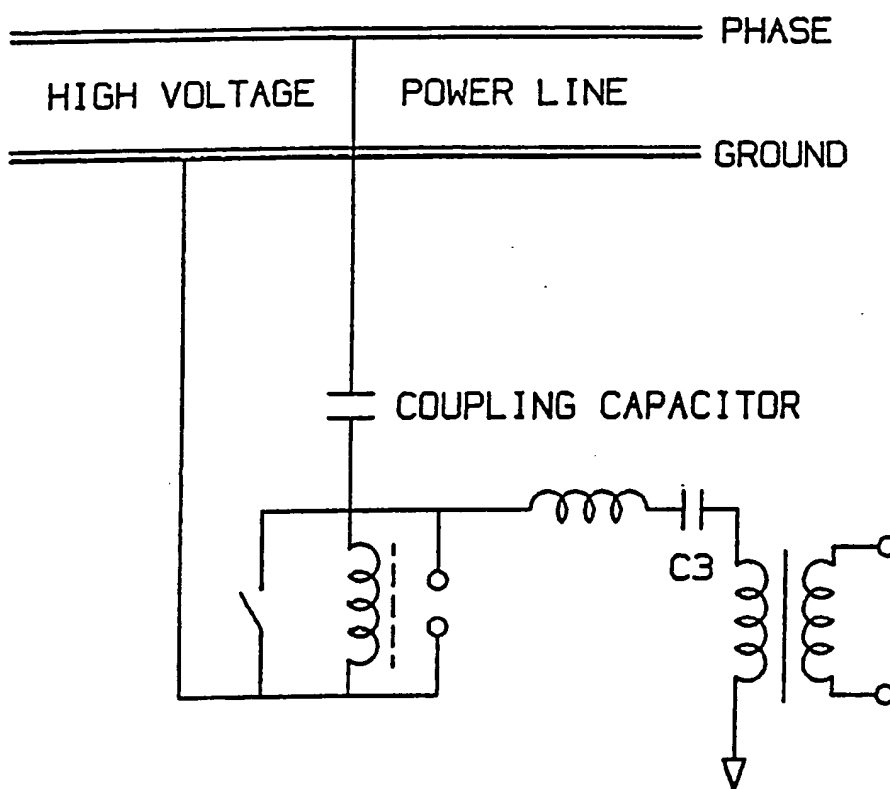 PHASE
HIGH VOLTAGE POWER LINE
GROUND
COUPLING CAPACITOR
C3